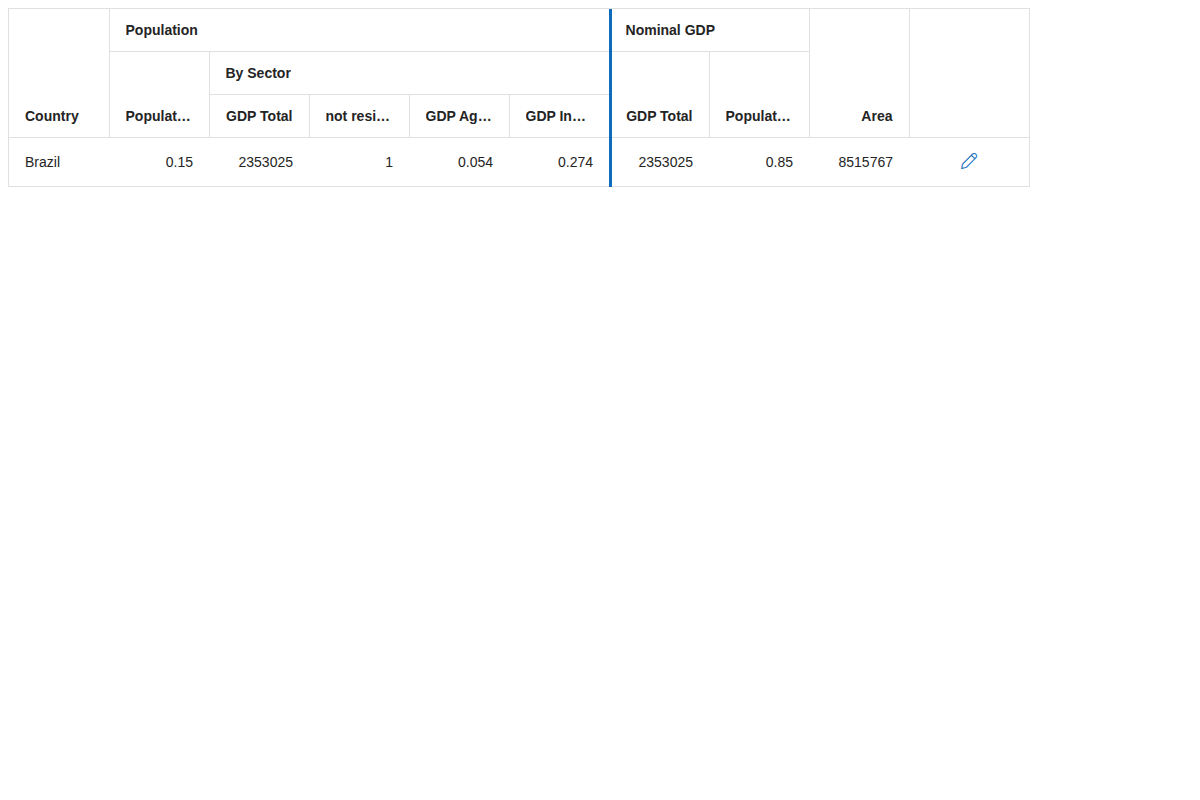 Population Nominal GDP
By Sector
Country Populat… GDP Total not resi… GDP Ag… GDP In… GDP Total Populat… Area
Brazil 0.15 2353025 1 0.054 0.274 2353025 0.85 8515767